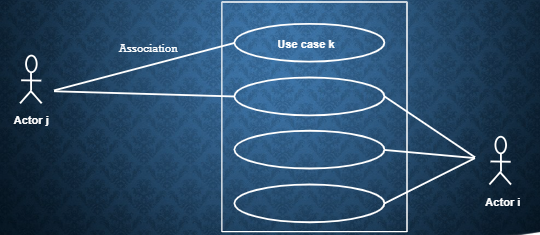 Association
Use case k
Actor j
Actor i